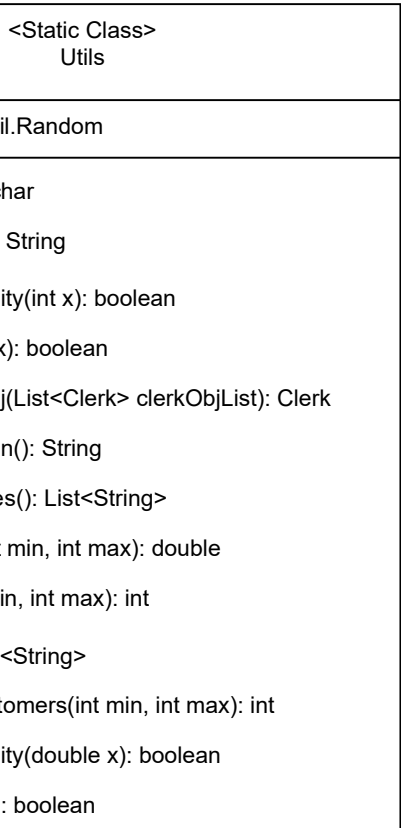 <Static Class>
Utils
il.Random
char
String
ity(int x): boolean
x): boolean
j(List<Clerk> clerkObjList): Clerk
n(): String
es(): List<String>
t min, int max): double
in, int max): int
<String>
tomers(int min, int max): int
ity(double x): boolean
: boolean